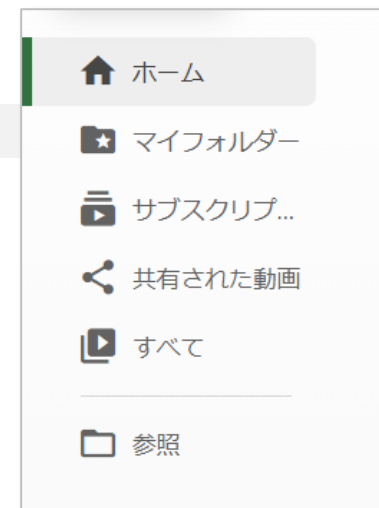 ホーム
マイフォルダー
サブスクリプ...
共有された動画
すべて
参照